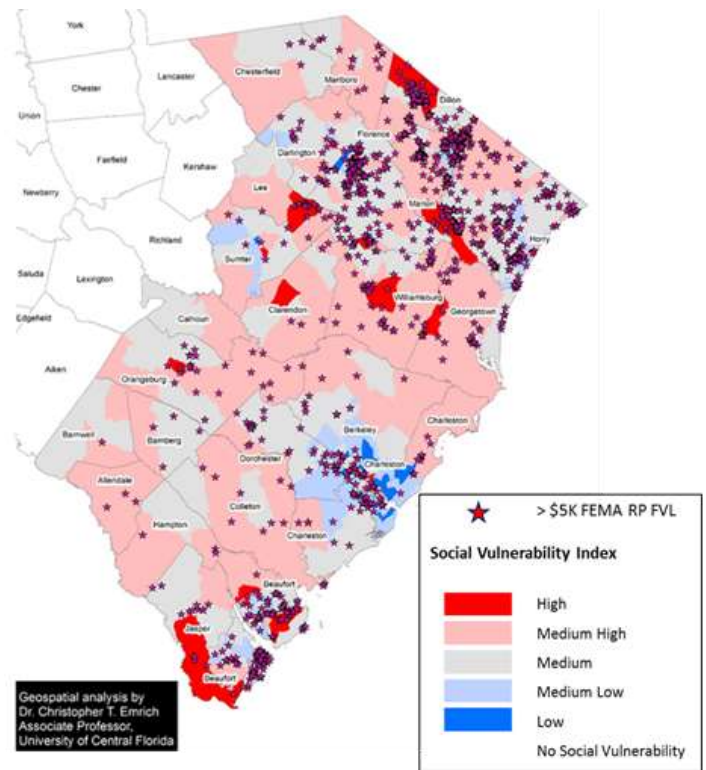 York
Lancaster
Chester
Chesterfield
Marlboro
Union
Dillon
Fairfield
Kershaw
Darlington
Florence
Newberry
Lee
Marion
Richland
Horry
Saluda
Lexington
Sumter
Edgefield
Calhoun
Clarendon
Williamsburg
Georgetown
Aiken
Orangeburg
Charleston
Barnwell
Bamberg
Berkeley
Dorchester
Charleston
Allendale
Colleton
Hampton
Charleston
Beaufort
Jasper
Beaufort
> $5K FEMA RP FVL
Social Vulnerability Index
High
Medium High
Medium
Medium Low
Low
No Social Vulnerability
Geospatial analysis by
Dr. Christopher T. Emrich
Associate Professor,
University of Central Florida